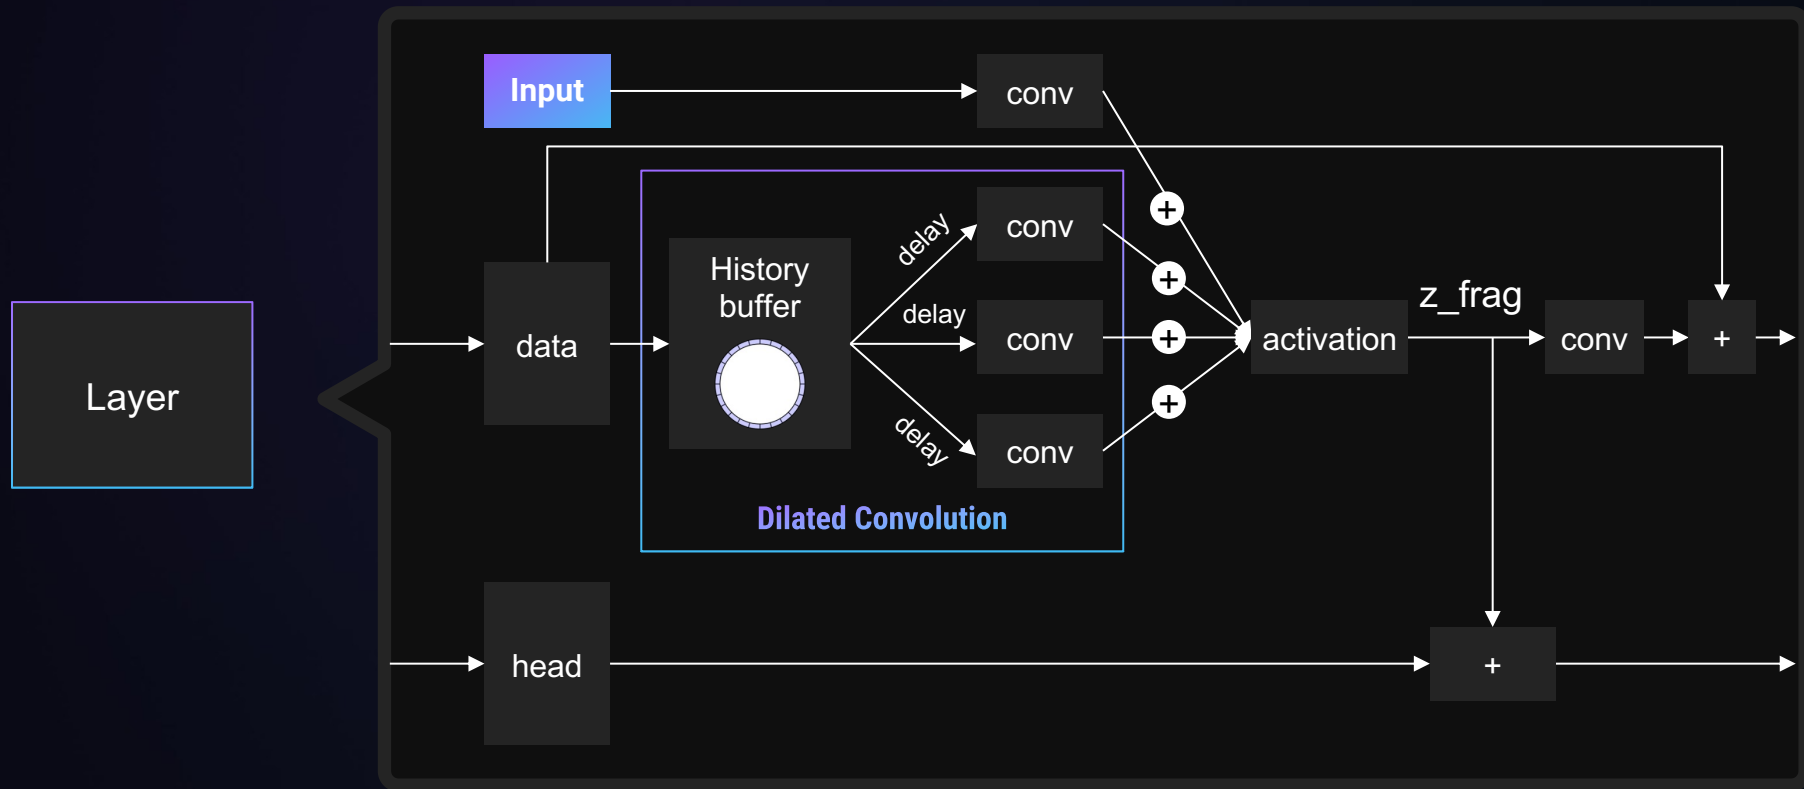 Input
conv
delay
conv
History
buffer
delay
conv
z_frag
activation
conv
+
data
Layer
delay
conv
Dilated Convolution
head
+
+
+
+
+